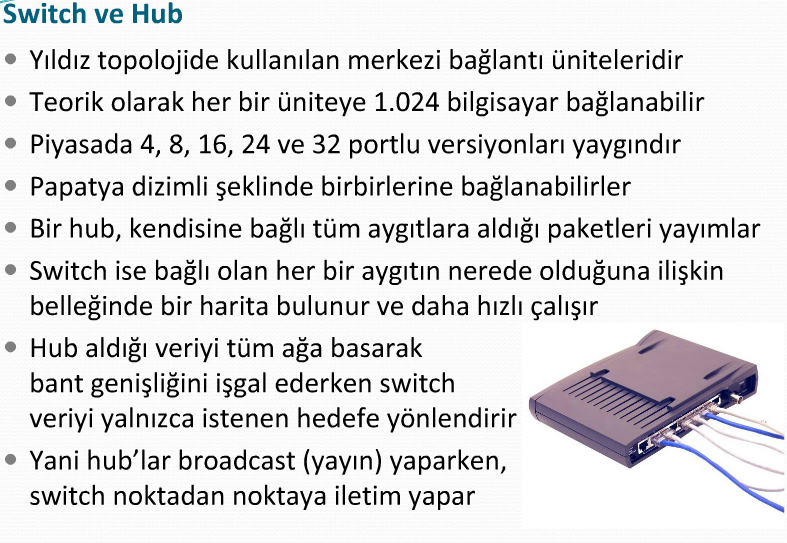 Switch ve Hub
• Yıldız topolojide kullanılan merkezi bağlantı üniteleridir
• Teorik olarak her bir üniteye 1.024 bilgisayar bağlanabilir
• Piyasada 4, 8, 16, 24 ve 32 portlu versiyonları yaygındır
• Papatya dizimli şeklinde birbirlerine bağlanabilirler
• Bir hub, kendisine bağlı tüm aygıtlara aldığı paketleri yayımlar
• Switch ise bağlı olan her bir aygıtın nerede olduğuna ilişkin
belleğinde bir harita bulunur ve daha hızlı çalışır
• Hub aldığı veriyi tüm ağa basarak
bant genişliğini işgal ederken switch
veriyi yalnızca istenen hedefe yönlendirir
• Yani hub’lar broadcast (yayın) yaparken,
switch noktadan noktaya iletim yapar